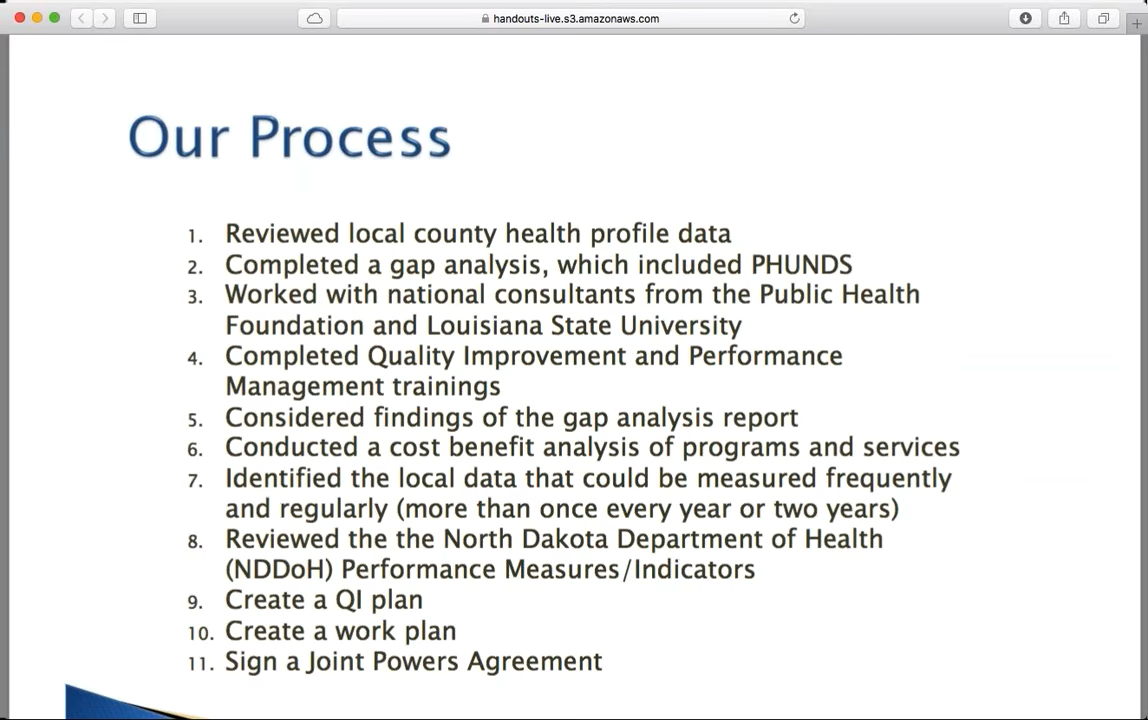 handouts-live.s3.amazonaws.com
Our Process
1. Reviewed local county health profile data
2. Completed a gap analysis, which included PHUNDS
3. Worked with national consultants from the Public Health
Foundation and Louisiana State University
4. Completed Quality Improvement and Performance
Management trainings
5. Considered findings of the gap analysis report
6. Conducted a cost benefit analysis of programs and services
7. Identified the local data that could be measured frequently
and regularly (more than once every year or two years)
8. Reviewed the the North Dakota Department of Health
(NDDoH) Performance Measures/Indicators
9. Create a QI plan
10. Create a work plan
11. Sign a Joint Powers Agreement